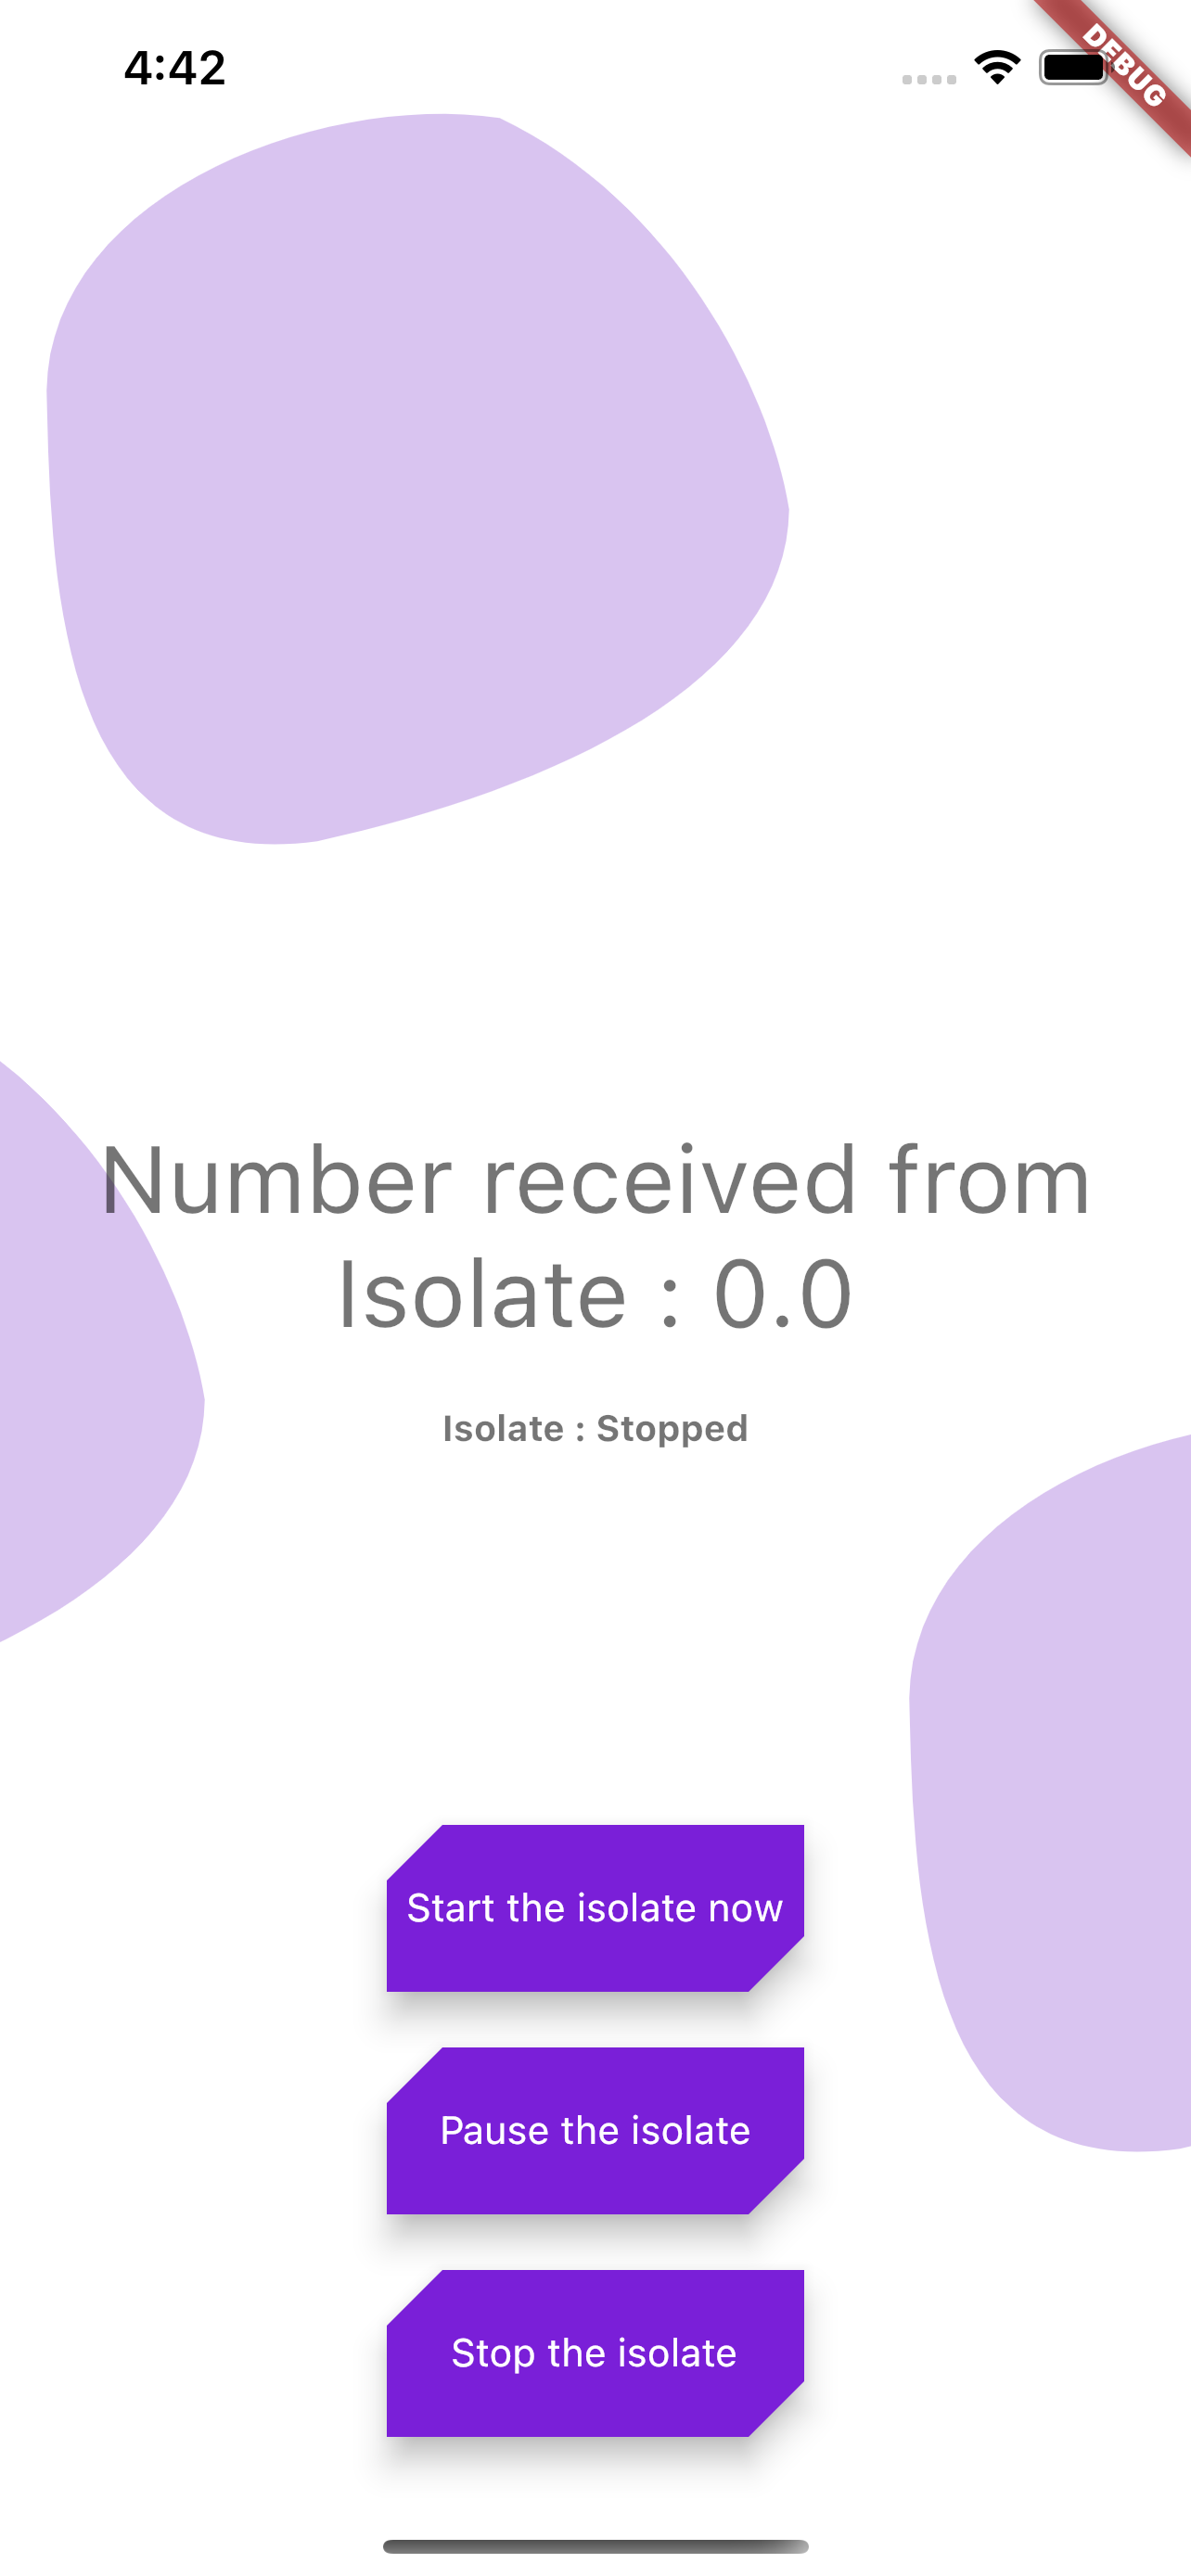 4:42
DEBUG
Number received from
Isolate : 0.0
Isolate : Stopped
Start the isolate now
Pause the isolate
Stop the isolate